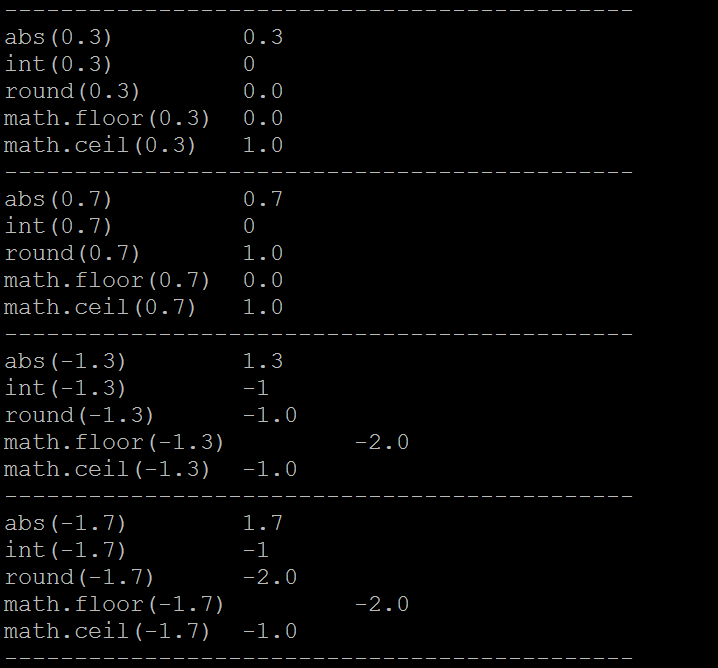 ---------------------------------------------
abs(0.3) 0.3
int(0.3) 0
round(0.3) 0.0
math.floor(0.3) 0.0
math.ceil(0.3) 1.0
---------------------------------------------
abs(0.7) 0.7
int(0.7) 0
round(0.7) 1.0
math.floor(0.7) 0.0
math.ceil(0.7) 1.0
---------------------------------------------
abs(-1.3) 1.3
int(-1.3) -1
round(-1.3) -1.0
math.floor(-1.3) -2.0
math.ceil(-1.3) -1.0
---------------------------------------------
abs(-1.7) 1.7
int(-1.7) -1
round(-1.7) -2.0
math.floor(-1.7) -2.0
math.ceil(-1.7) -1.0
---------------------------------------------